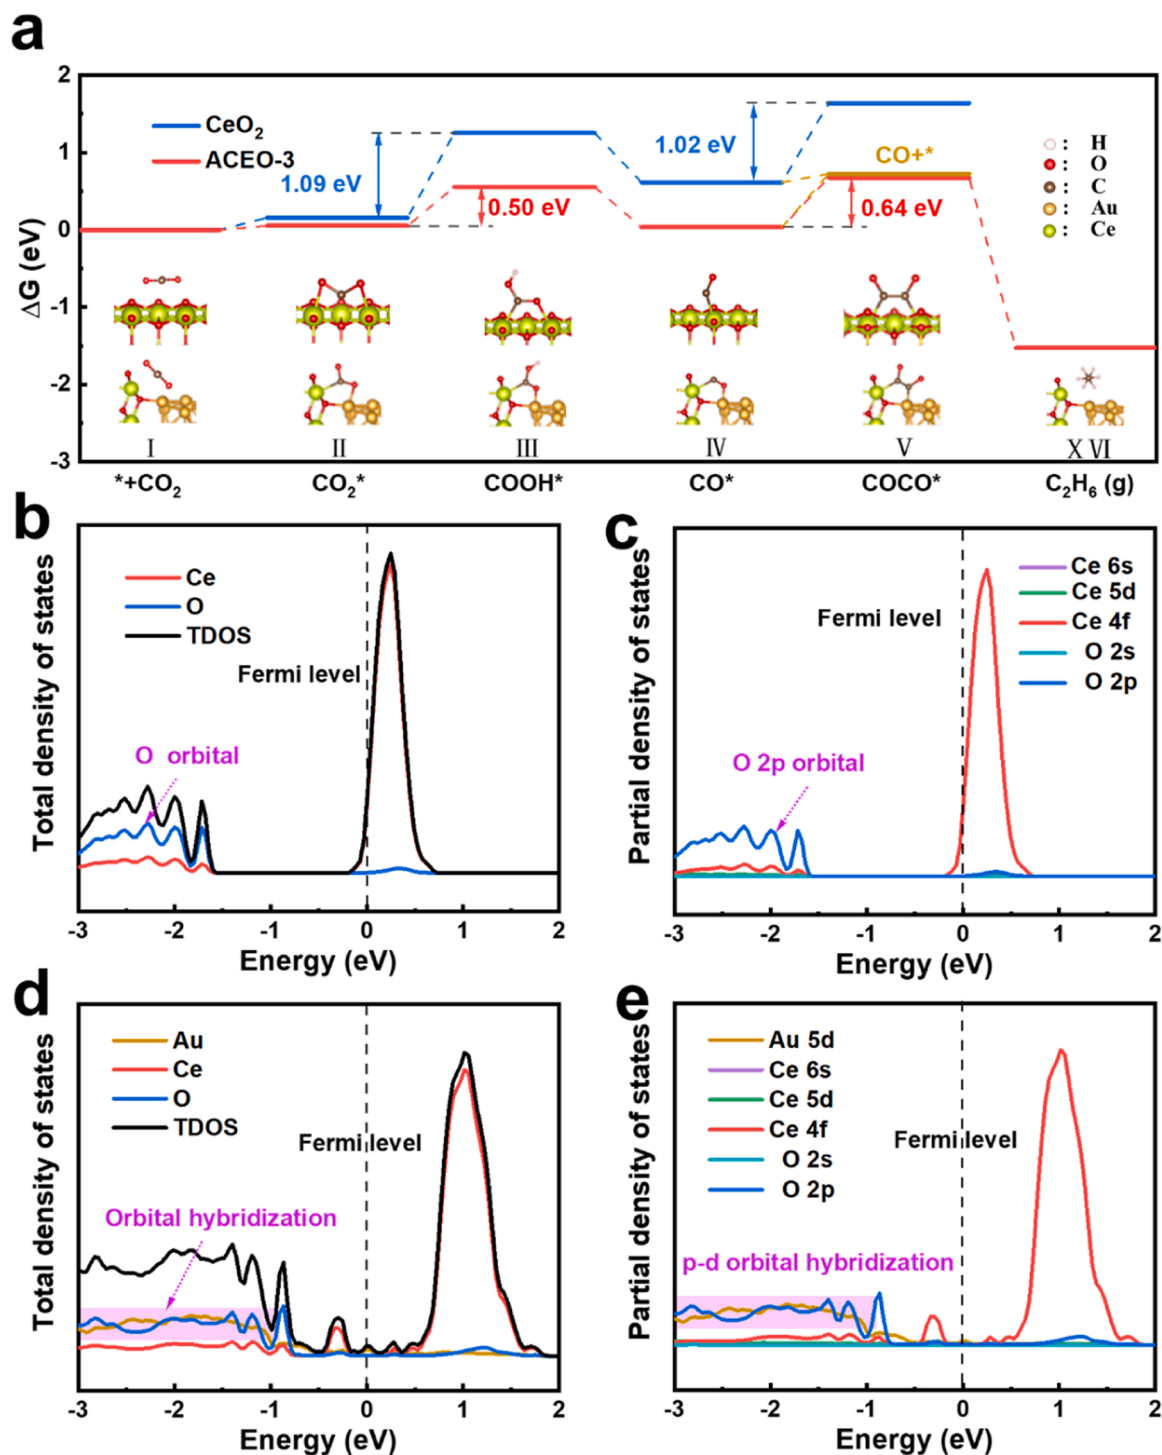 a
2
1
0
-1
-2
-3
ΔG (eV)
CeO₂
ACEO-3
1.09 eV
0.50 eV
1.02 eV
CO+*
0.64 eV
: H
: O
: C
: Au
: Ce
I II III IV V X VI
*+CO₂ CO₂* COOH* CO* COCO* C₂H₆ (g)
b
Total density of states
Ce
O
TDOS
Fermi level
O orbital
-3 -2 -1 0 1 2
Energy (eV)
c
Partial density of states
Ce 6s
Ce 5d
Ce 4f
O 2s
O 2p
Fermi level
O 2p orbital
-3 -2 -1 0 1 2
Energy (eV)
d
Total density of states
Au
Ce
O
TDOS
Fermi level
Orbital hybridization
-3 -2 -1 0 1 2
Energy (eV)
e
Partial density of states
Au 5d
Ce 6s
Ce 5d
Ce 4f
O 2s
O 2p
Fermi level
p-d orbital hybridization
-3 -2 -1 0 1 2
Energy (eV)